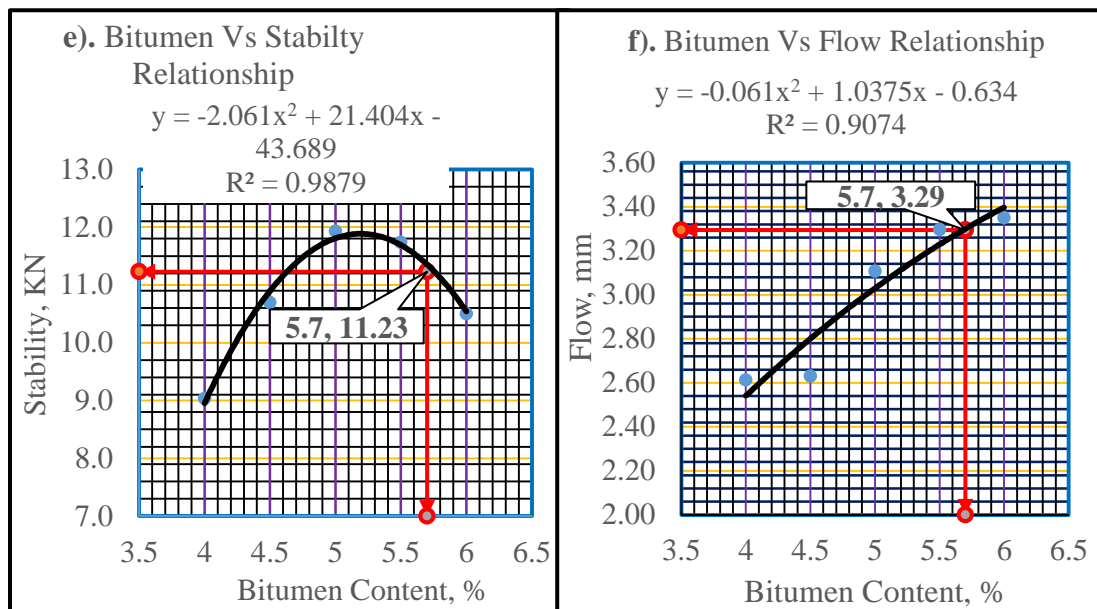 e). Bitumen Vs Stabilty
Relationship
y = -2.061x² + 21.404x -
43.689
R² = 0.9879
13.0
12.0
11.0
10.0
9.0
8.0
7.0
Stability, KN
5.7, 11.23
3.5 4 4.5 5 5.5 6 6.5
Bitumen Content, %
f). Bitumen Vs Flow Relationship
y = -0.061x² + 1.0375x - 0.634
R² = 0.9074
3.60
3.40
3.20
3.00
2.80
2.60
2.40
2.20
2.00
Flow, mm
5.7, 3.29
3.5 4 4.5 5 5.5 6 6.5
Bitumen Content, %